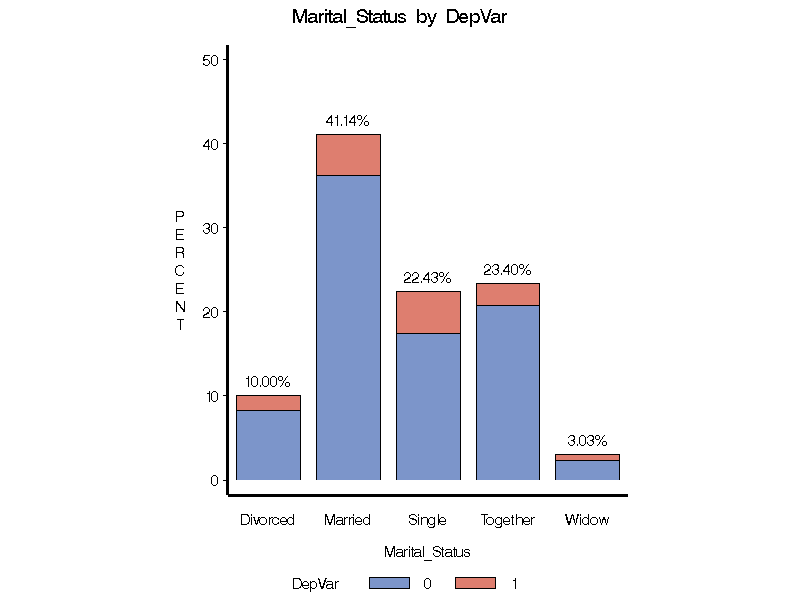 Marital_Status by DepVar
50
41.14%
40
PERCENT
30
23.40%
22.43%
20
10.00%
10
3.03%
0
Divorced Married Single Together Widow
Marital_Status
DepVar 0 1